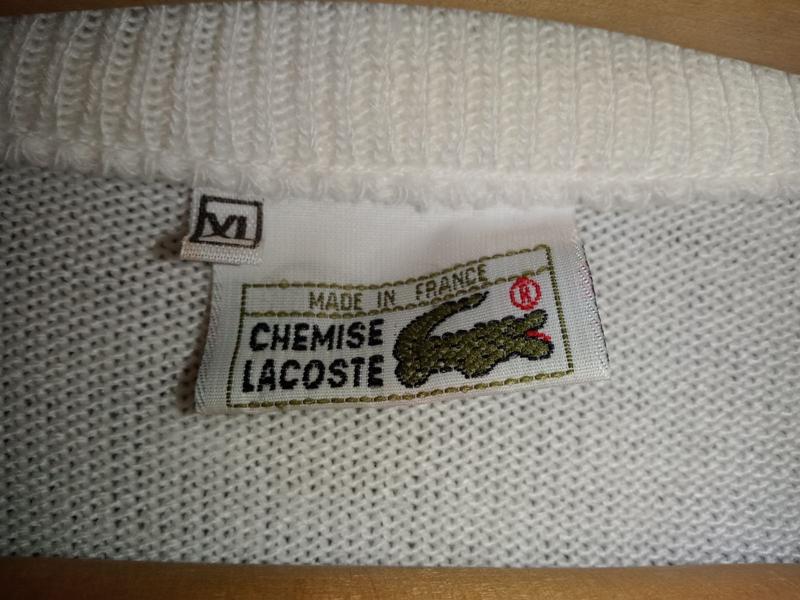 VI
MADE IN FRANCE
®
CHEMISE
LACOSTE